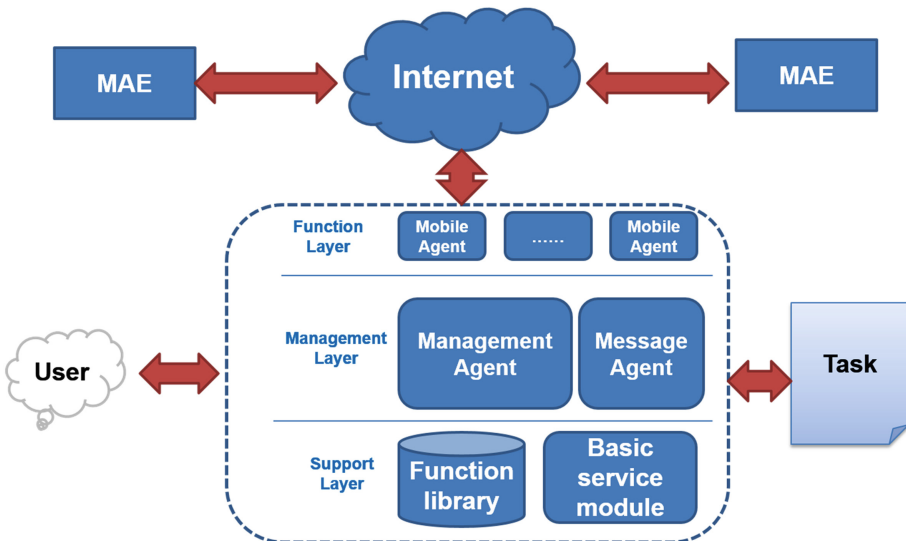 MAE
Internet
MAE
Function
Layer
Mobile
Agent
......
Mobile
Agent
Management
Layer
Management
Agent
Message
Agent
User
Task
Support
Layer
Function
library
Basic
service
module